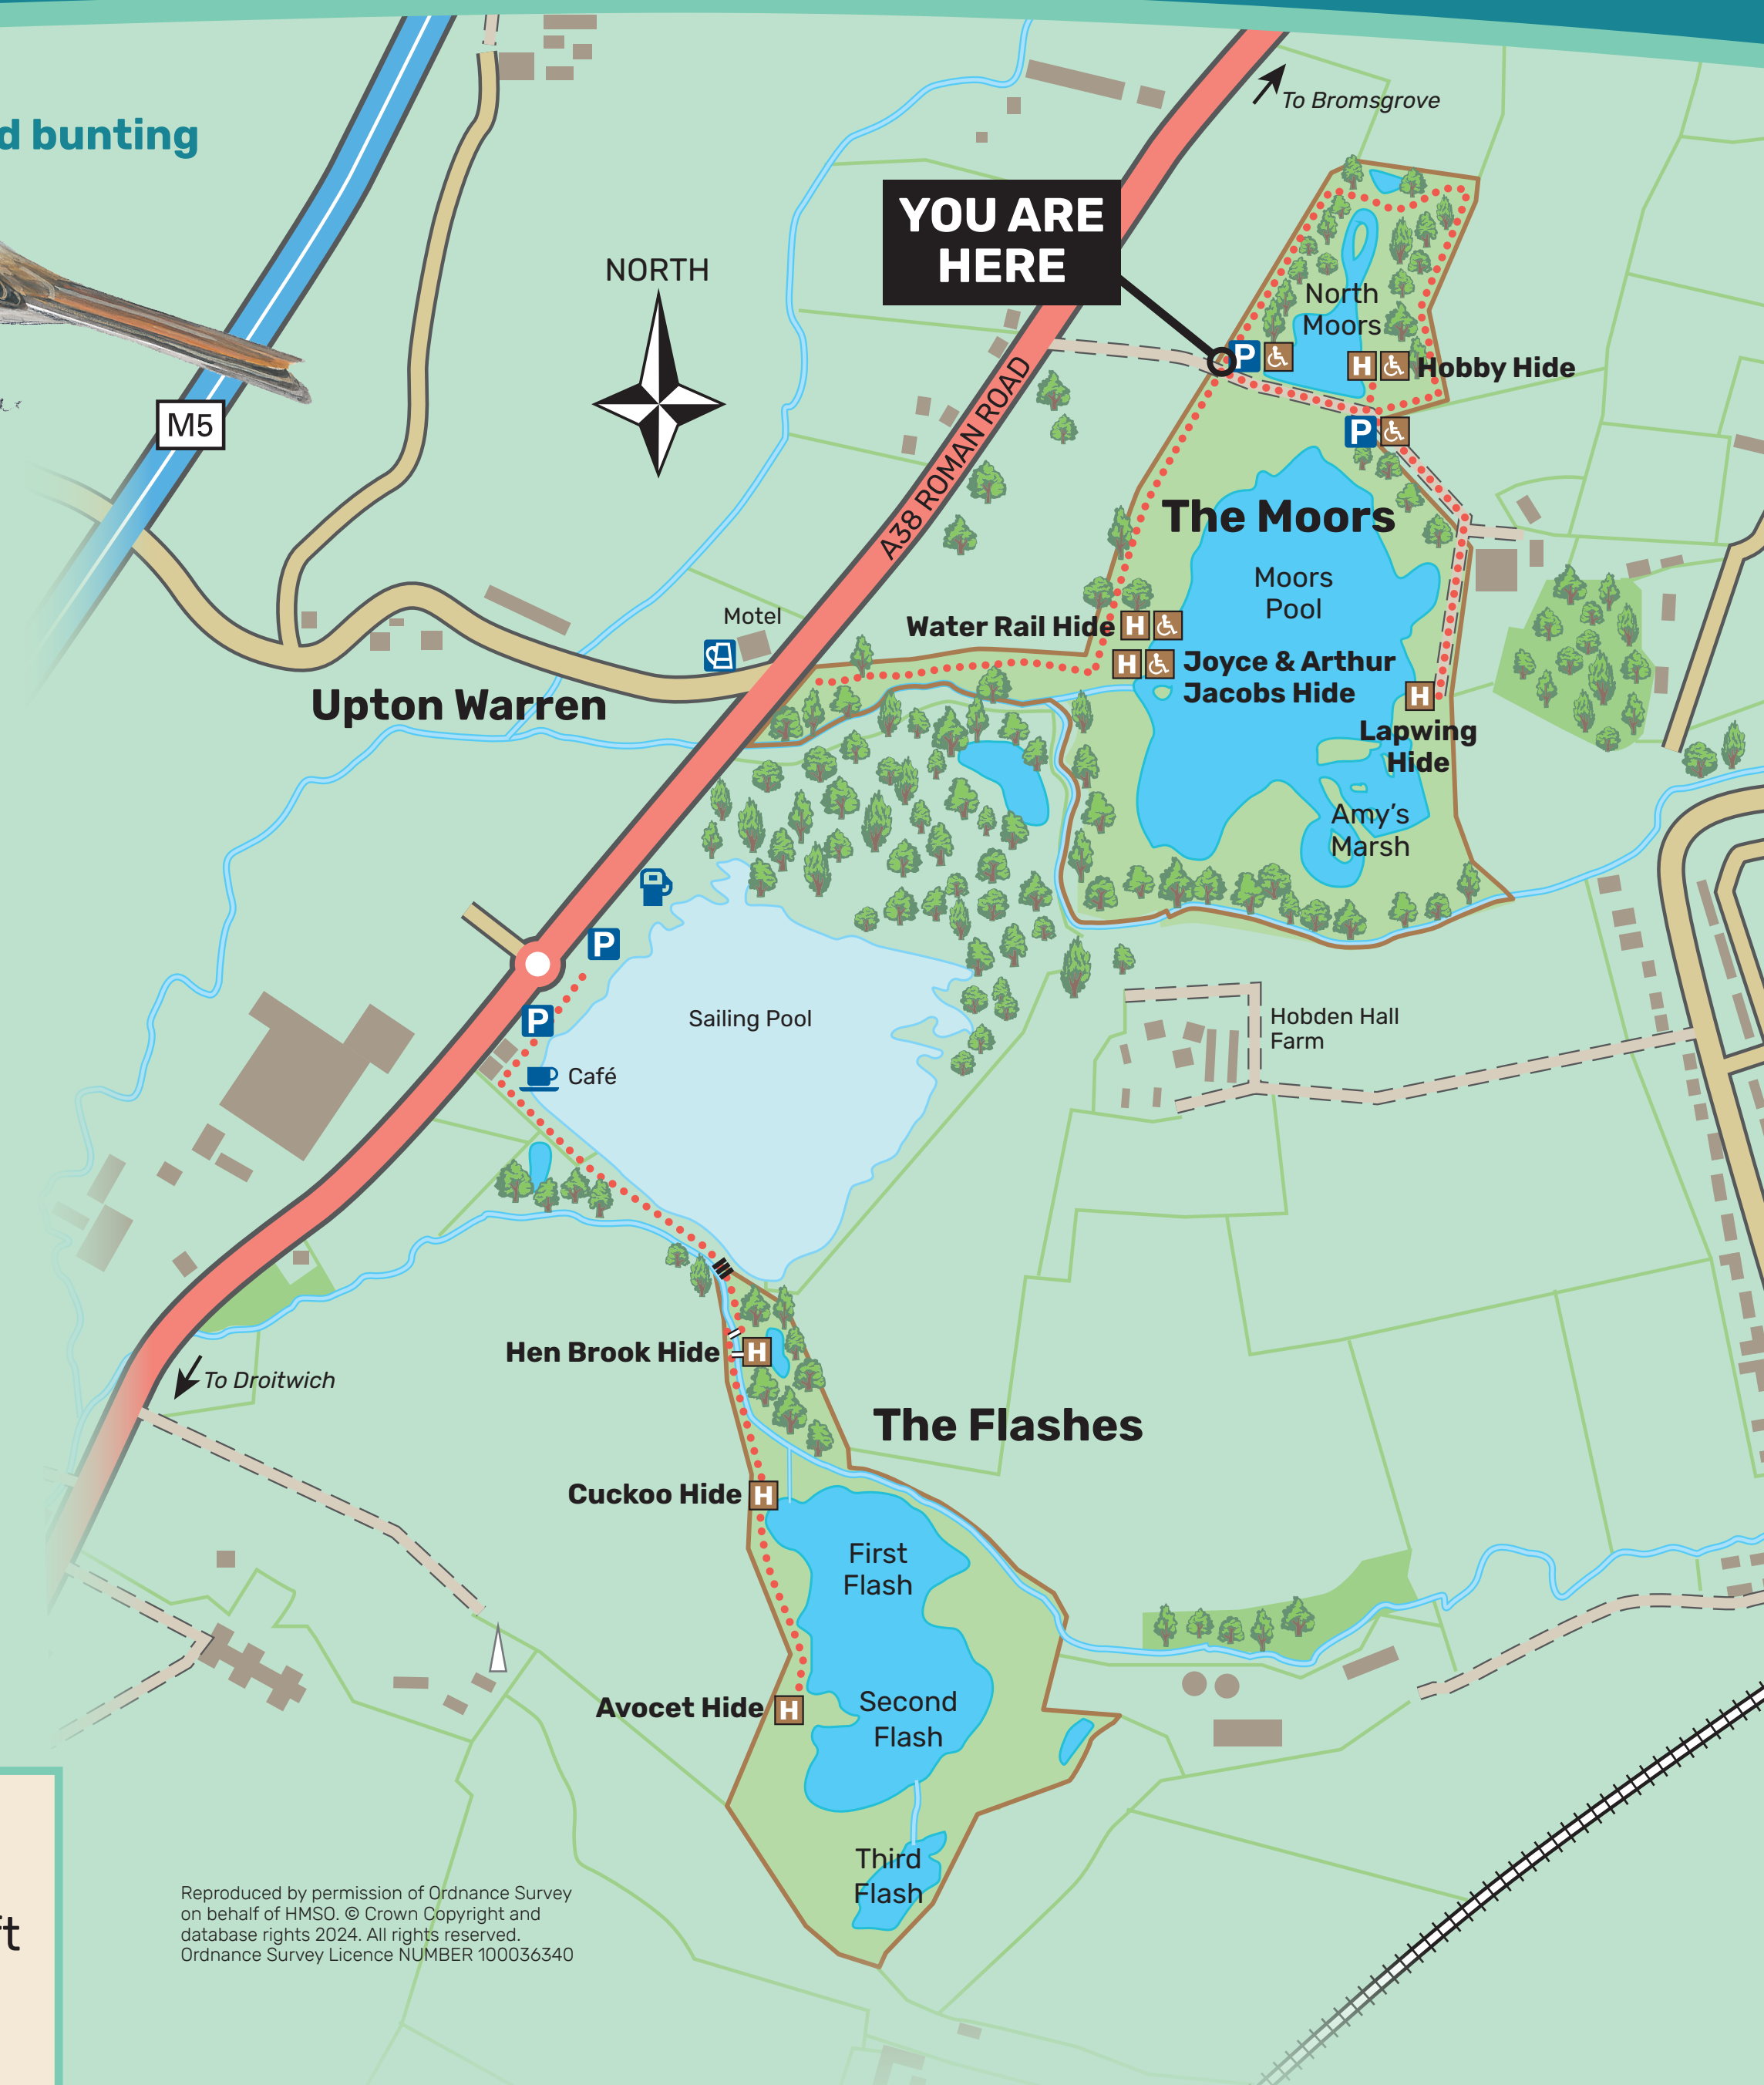 To Bromsgrove
bunting
YOU ARE
HERE
NORTH
North
Moors
P
H
Hobby Hide
A38 ROMAN ROAD
M5
P
The Moors
Moors
Pool
Motel
Water Rail Hide H
H Joyce & Arthur
Jacobs Hide
Upton Warren
H
Lapwing
Hide
Amy's
Marsh
P
P
Sailing Pool
Hobden Hall
Farm
Café
Hen Brook Hide H
To Droitwich
The Flashes
Cuckoo Hide H
First
Flash
Avocet Hide H
Second
Flash
Third
Flash
Reproduced by permission of Ordnance Survey
on behalf of HMSO. © Crown Copyright and
database rights 2024. All rights reserved.
Ordnance Survey Licence NUMBER 100036340